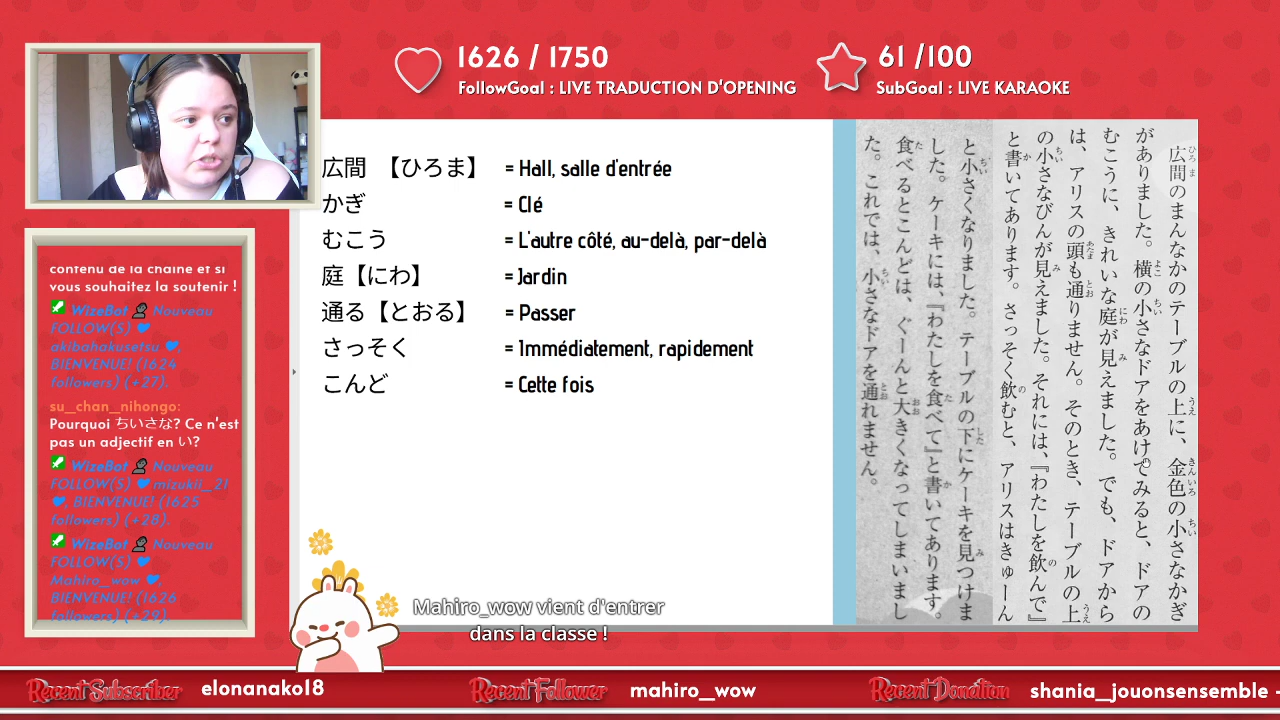 1626 / 1750
FollowGoal : LIVE TRADUCTION D'OPENING
61 /100
SubGoal : LIVE KARAOKE
広間 【ひろま】 = Hall, salle d'entrée
かぎ = Clé
むこう = L'autre côté, au-delà, par-delà
庭【にわ】 = Jardin
通る【とおる】 = Passer
さっそく = Immédiatement, rapidement
こんど = Cette fois
広間のまんなかのテーブルの上に、金色の小さなかぎ
がありました。横の小さなドアをあけてみると、ドアの
むこうに、きれいな庭が見えました。でも、ドアから
は、アリスの頭も通りません。そのとき、テーブルの上
の小さなびんが見えました。それには、『わたしを飲んで』
と書いてあります。さっそく飲むと、アリスはきゅーん
と小さくなりました。テーブルの下にケーキを見つけま
した。ケーキには、『わたしを食べて』と書いてあります。
食べるとこんどは、ぐーんと大きくなってしまいまし
た。これでは、小さなドアを通れません。
contenu de la chaine et si
vous souhaitez la soutenir !
WizeBot Nouveau
FOLLOW(S)
akibahakusetsu ,
BIENVENUE! (1624
followers) (+27).
su_chan_nihongo:
Pourquoi ちいさな? Ce n'est
pas un adjectif en い?
WizeBot Nouveau
FOLLOW(S) mizukii_21
, BIENVENUE! (1625
followers) (+28).
WizeBot Nouveau
FOLLOW(S)
Mahiro_wow ,
BIENVENUE! (1626
followers) (+29).
Mahiro_wow vient d'entrer
dans la classe !
Recent Subscriber elonanako18
Recent Follower mahiro_wow
Recent Donation shania_jouonsensemble -